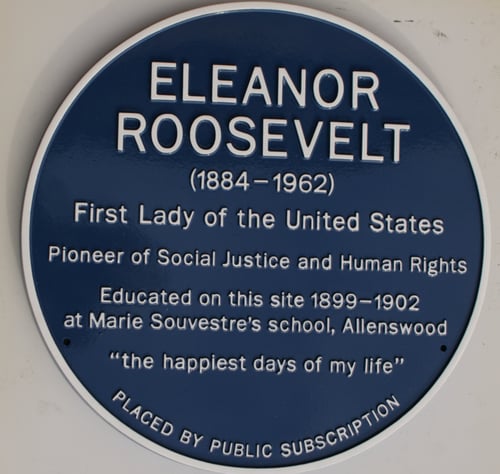 ELEANOR
ROOSEVELT
(1884–1962)
First Lady of the United States
Pioneer of Social Justice and Human Rights
Educated on this site 1899–1902
at Marie Souvestre's school, Allenswood
"the happiest days of my life"
PLACED BY PUBLIC SUBSCRIPTION